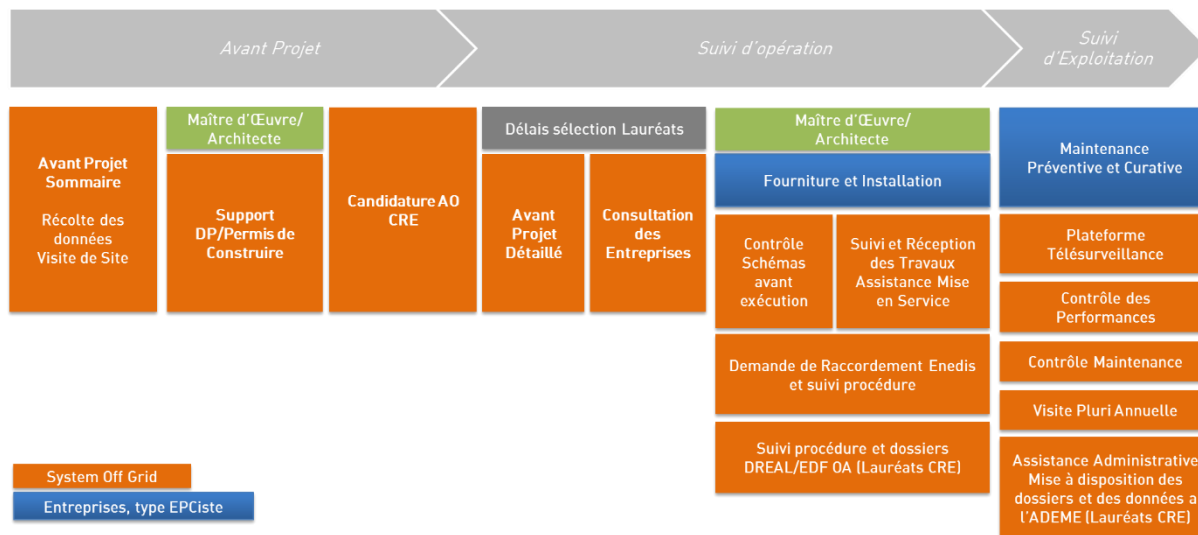 Avant Projet
Suivi d'opération
Suivi
d'Exploitation
Avant Projet
Sommaire
Récolte des
données
Visite de Site
Maître d'Œuvre/
Architecte
Support
DP/Permis de
Construire
Candidature AO
CRE
Délais sélection Lauréats
Avant
Projet
Détaillé
Consultation
des
Entreprises
Maître d'Œuvre/
Architecte
Fourniture et Installation
Contrôle
Schémas
avant
exécution
Suivi et Réception
des Travaux
Assistance Mise
en Service
Demande de Raccordement Enedis
et suivi procédure
Suivi procédure et dossiers
DREAL/EDF OA (Lauréats CRE)
Maintenance
Préventive et Curative
Plateforme
Télésurveillance
Contrôle des
Performances
Contrôle Maintenance
Visite Pluri Annuelle
Assistance Administrative
Mise à disposition des
dossiers et des données a
l'ADEME (Lauréats CRE)
System Off Grid
Entreprises, type EPCiste